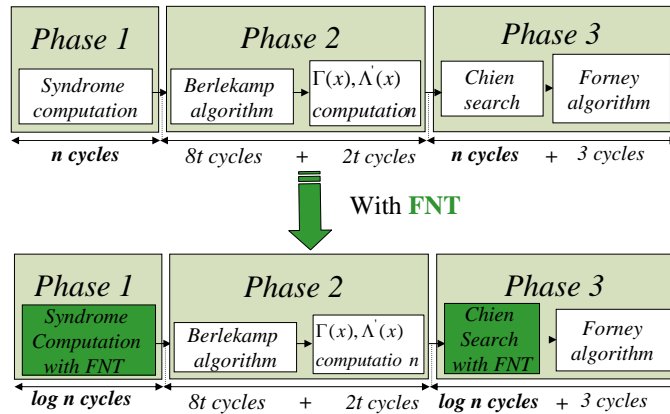 Phase 1
Phase 2
Phase 3
Syndrome
computation
Berlekamp
algorithm
Γ(x),Λ'(x)
computation
Chien
search
Forney
algorithm
n cycles
8t cycles + 2t cycles
n cycles + 3 cycles
With FNT
Phase 1
Phase 2
Phase 3
Syndrome
Computation
with FNT
Berlekamp
algorithm
Γ(x),Λ'(x)
computatio n
Chien
Search
with FNT
Forney
algorithm
log n cycles
8t cycles + 2t cycles
log n cycles + 3 cycles